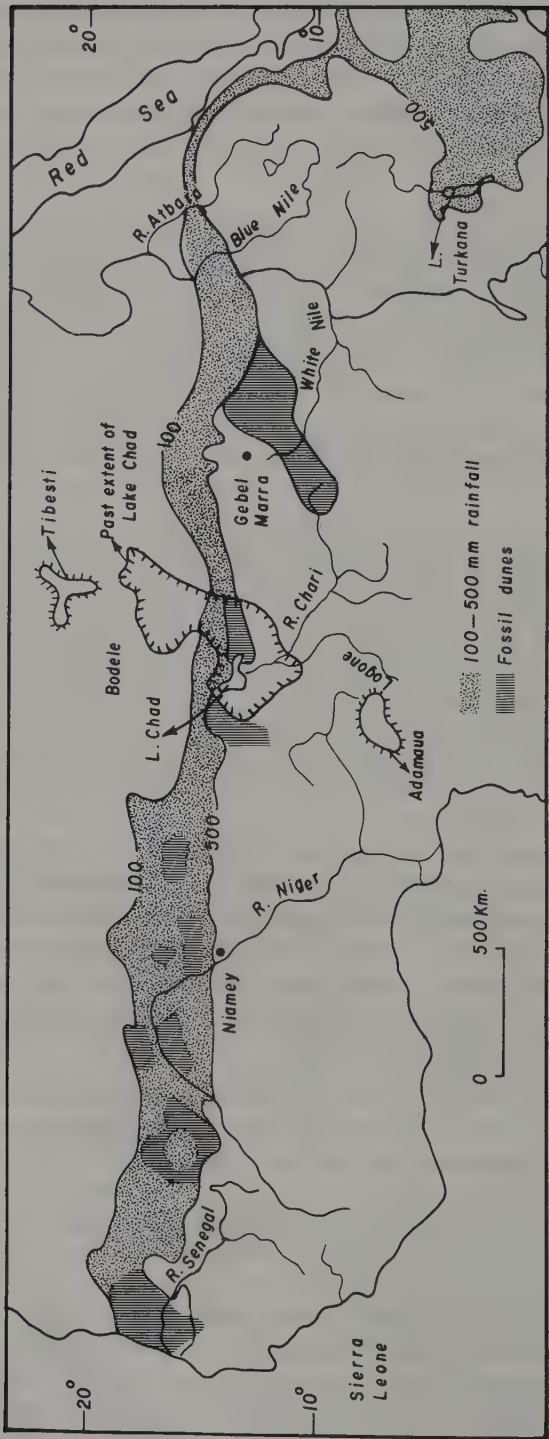 20°
10°
Red Sea
R. Atbara
Blue Nile
500
L.
Turkana
White Nile
100
Gebel
Marra
Tibesti
Past extent of
Lake Chad
Bodele
R. Chari
L. Chad
Logone
Adamaua
100
500
R. Niger
Niamey
R. Senegal
20°
10°
Sierra
Leone
0 500 Km.
100–500 mm rainfall
Fossil dunes